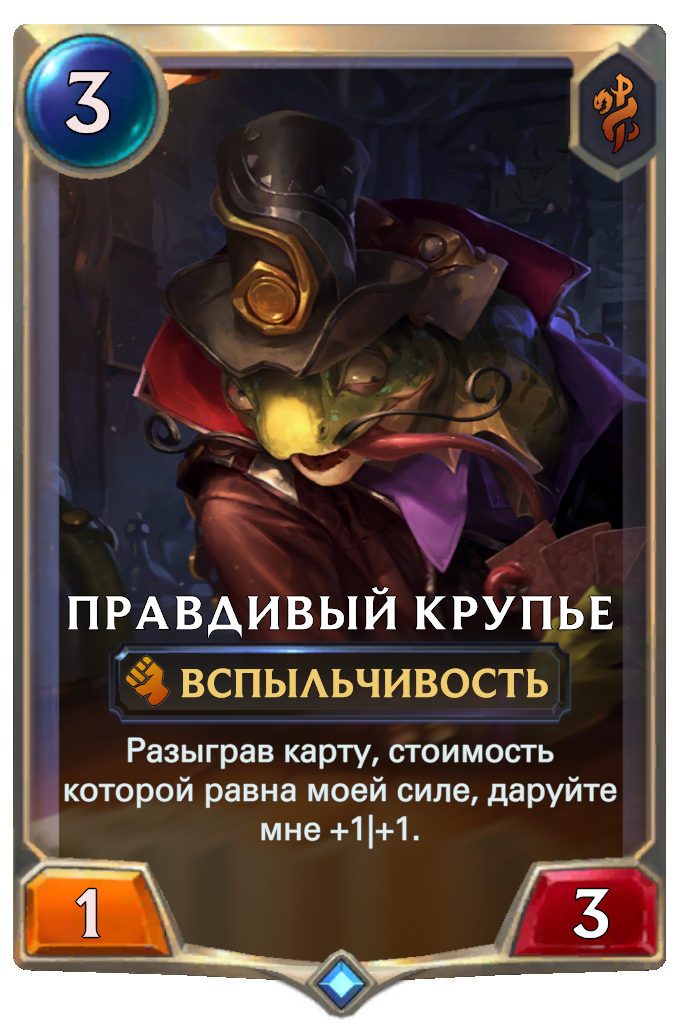 3
ПРАВДИВЫЙ КРУПЬЕ
ВСПЫЛЬЧИВОСТЬ
Разыграв карту, стоимость
которой равна моей силе, даруйте
мне +1|+1.
1
3